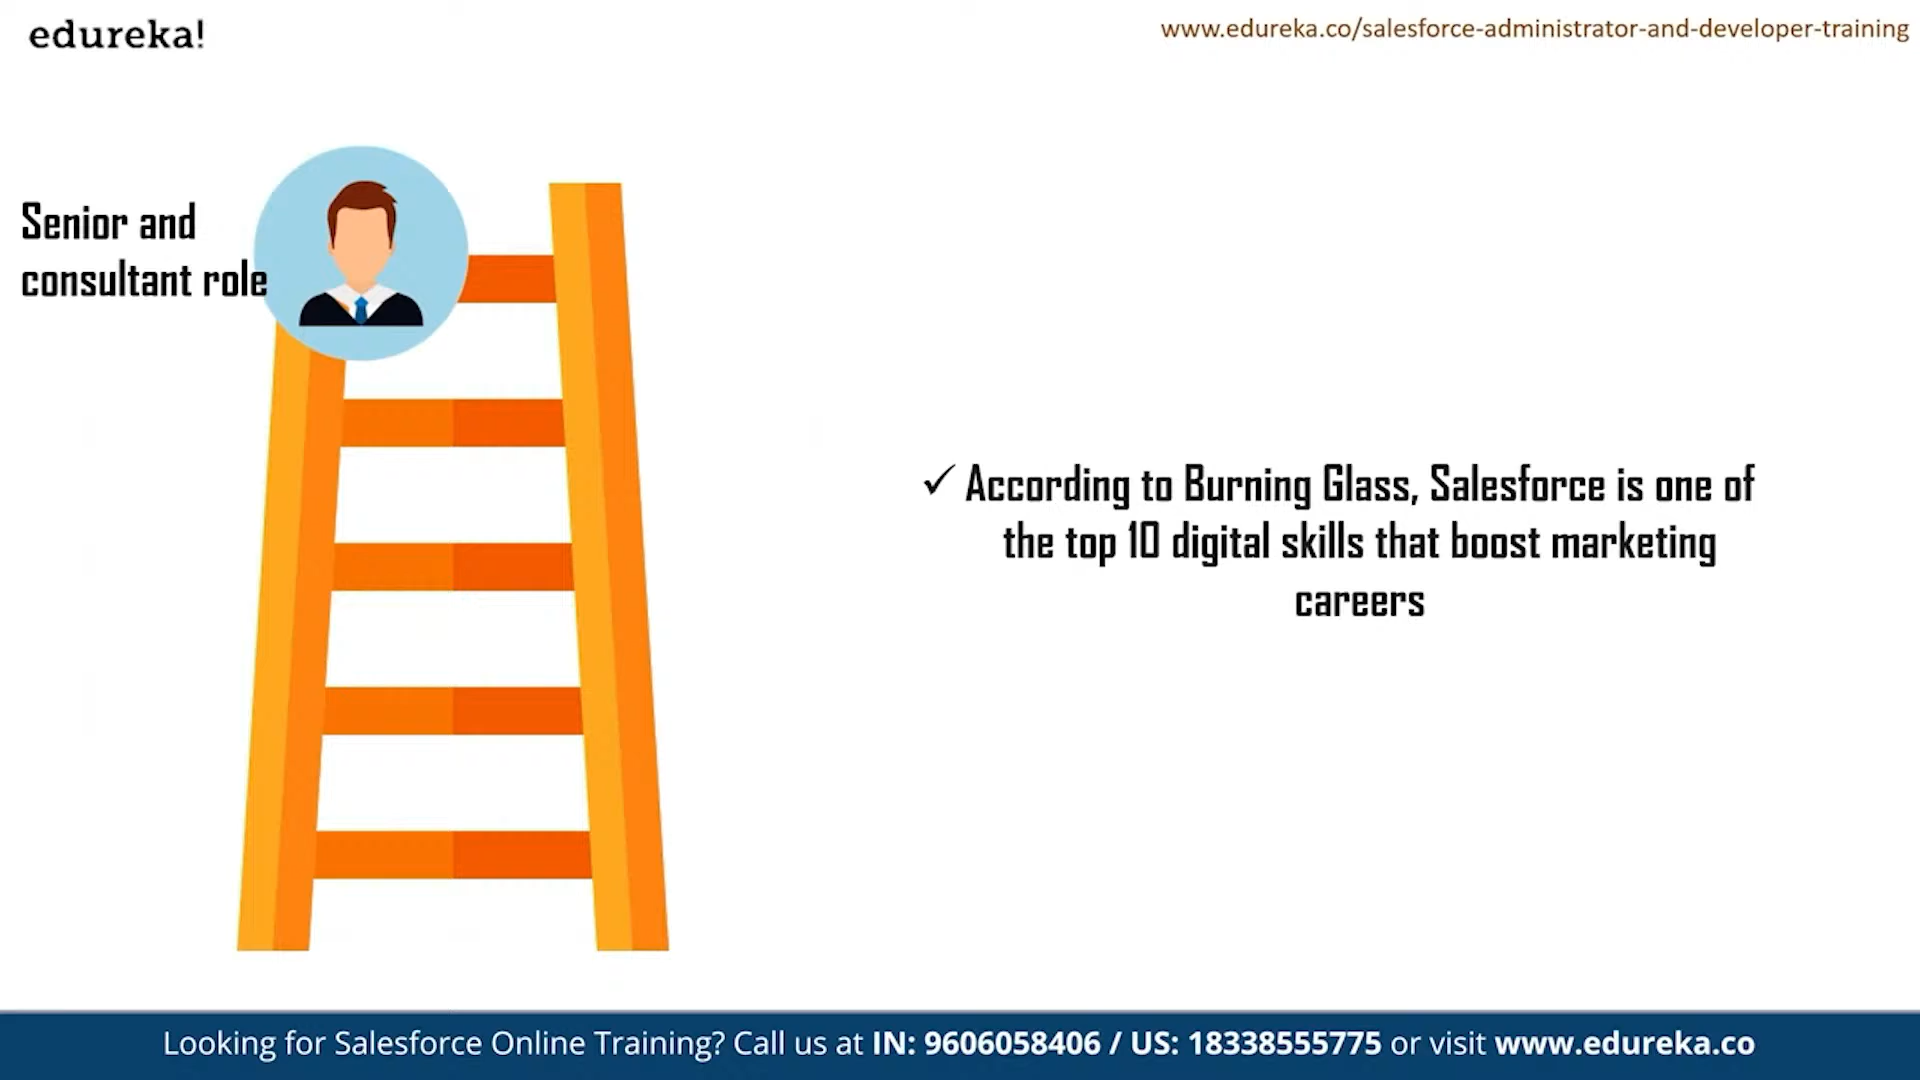 edureka!
www.edureka.co/salesforce-administrator-and-developer-training
Senior and
consultant role
✓ According to Burning Glass, Salesforce is one of
the top 10 digital skills that boost marketing
careers
Looking for Salesforce Online Training? Call us at IN: 9606058406 / US: 18338555775 or visit www.edureka.co